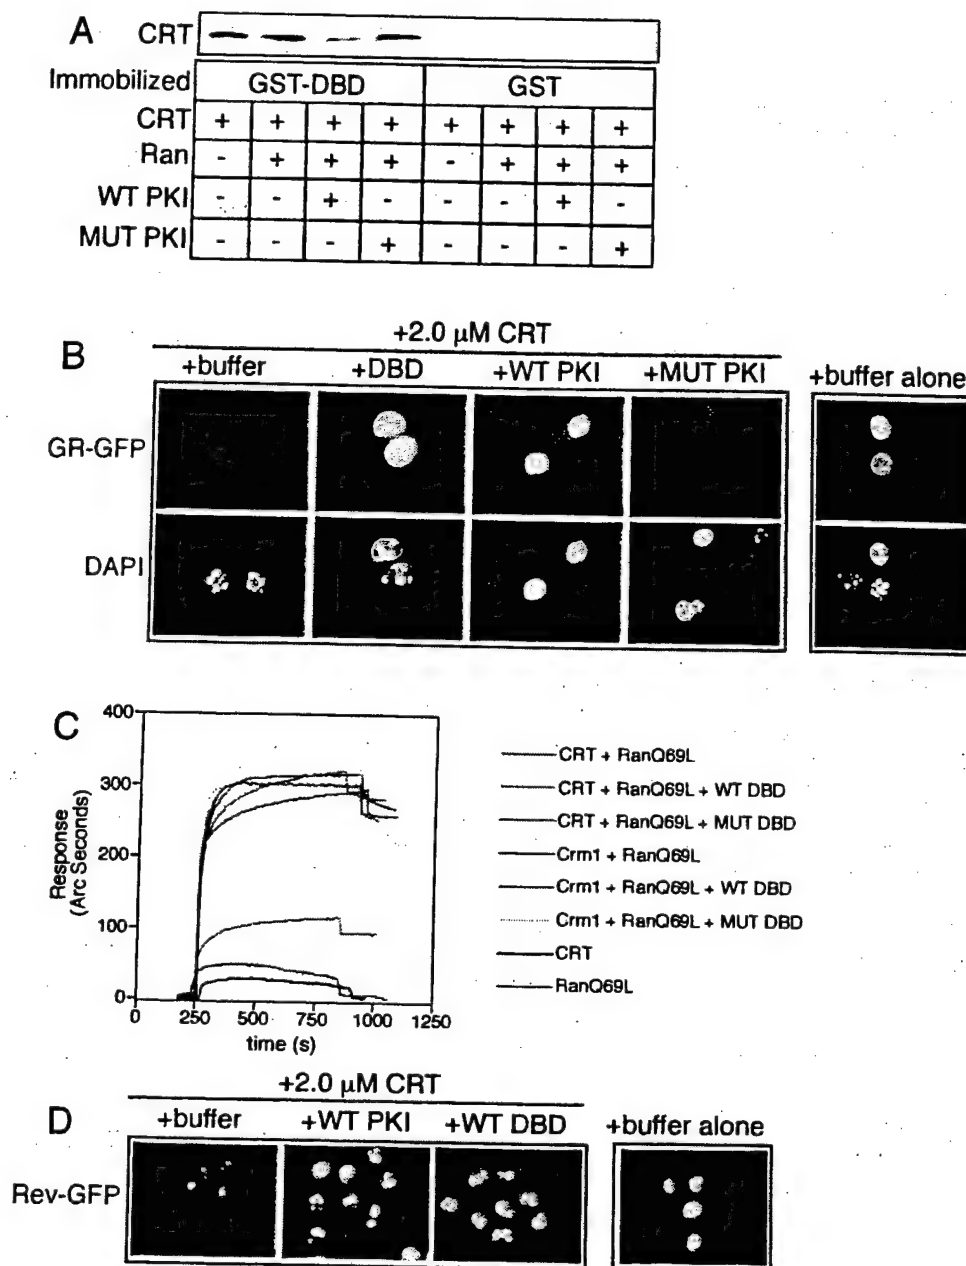 A
CRT
Immobilized GST-DBD GST
CRT + + + + + + + +
Ran - + + + - + + +
WT PKI - - + - - - + -
MUT PKI - - - + - - - +
+2.0 μM CRT
B +buffer +DBD +WT PKI +MUT PKI +buffer alone
GR-GFP
DAPI
C
400
300
200
100
0
Response
(Arc Seconds)
0 250 500 750 1000 1250
time (s)
CRT + RanQ69L
CRT + RanQ69L + WT DBD
CRT + RanQ69L + MUT DBD
Crm1 + RanQ69L
Crm1 + RanQ69L + WT DBD
Crm1 + RanQ69L + MUT DBD
CRT
RanQ69L
+2.0 μM CRT
D +buffer +WT PKI +WT DBD +buffer alone
Rev-GFP